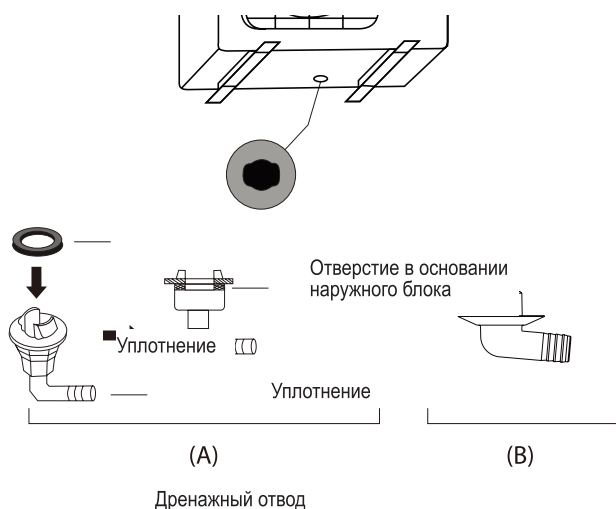 Отверстие в основании
наружного блока
Уплотнение
Уплотнение
(A)
(B)
Дренажный отвод